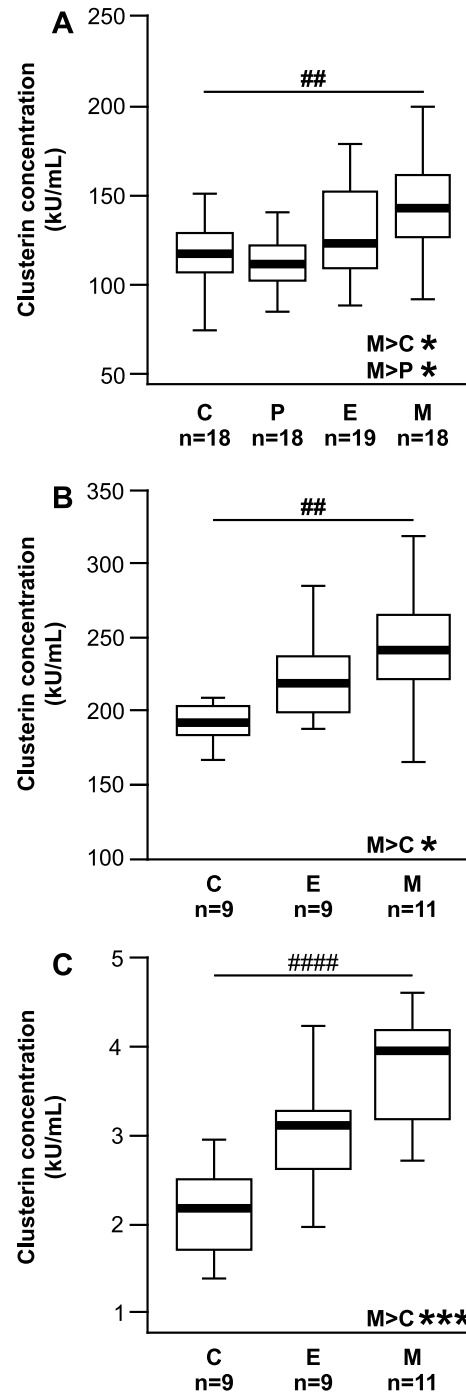 A
250
##
200
Clusterin concentration
(kU/mL)
150
100
M>C *
M>P *
50
C P E M
n=18 n=18 n=19 n=18
B
350
##
300
Clusterin concentration
(kU/mL)
250
200
150
M>C *
100
C E M
n=9 n=9 n=11
C
5
####
4
Clusterin concentration
(kU/mL)
3
2
1
M>C ***
C E M
n=9 n=9 n=11